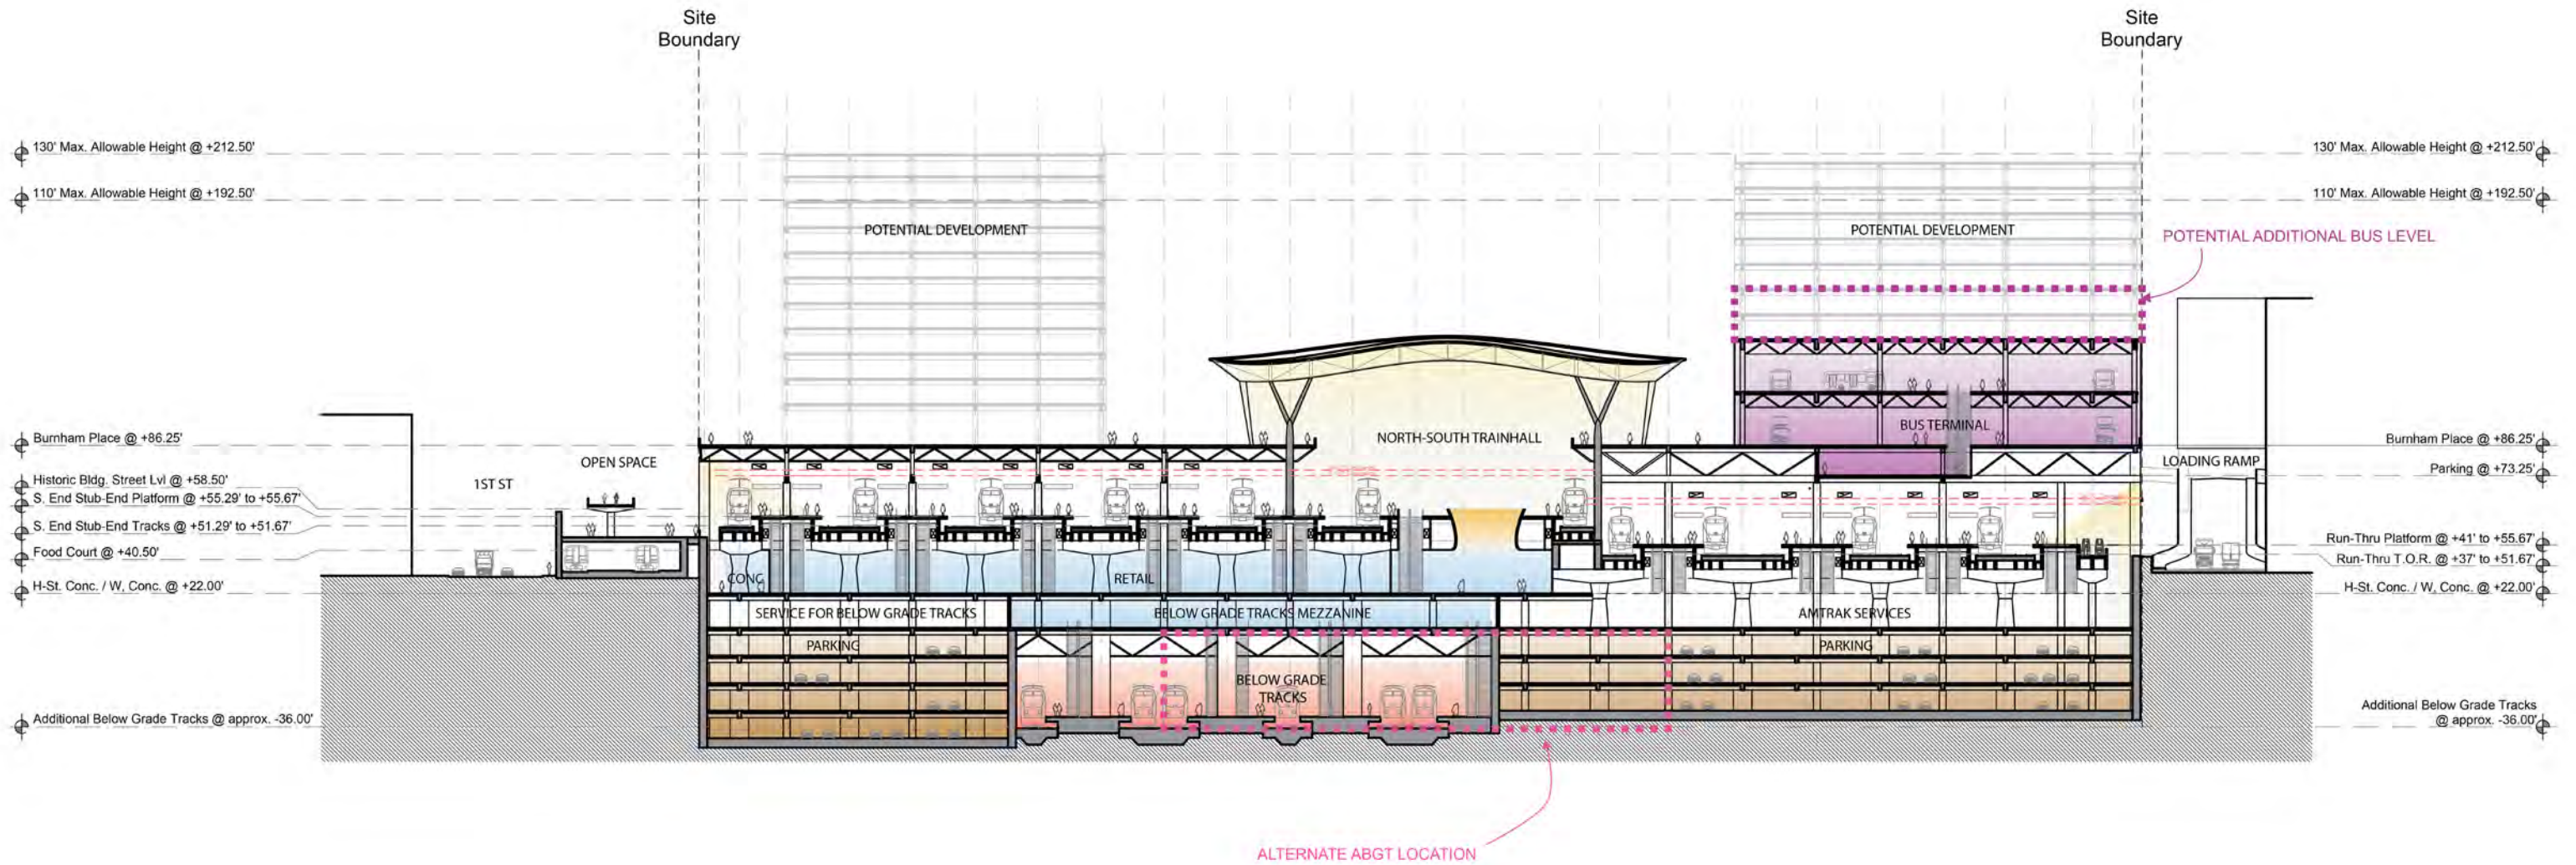 Site
Boundary
Site
Boundary
130' Max. Allowable Height @ +212.50'
130' Max. Allowable Height @ +212.50'
110' Max. Allowable Height @ +192.50'
110' Max. Allowable Height @ +192.50'
POTENTIAL DEVELOPMENT
POTENTIAL DEVELOPMENT
POTENTIAL ADDITIONAL BUS LEVEL
Burnham Place @ +86.25'
NORTH-SOUTH TRAINHALL
BUS TERMINAL
Burnham Place @ +86.25'
OPEN SPACE
LOADING RAMP
Parking @ +73.25'
Historic Bldg. Street Lvl @ +58.50'
1ST ST
S. End Stub-End Platform @ +55.29' to +55.67'
S. End Stub-End Tracks @ +51.29' to +51.67'
Run-Thru Platform @ +41' to +55.67'
Food Court @ +40.50'
Run-Thru T.O.R. @ +37' to +51.67'
H-St. Conc. / W, Conc. @ +22.00'
CONC
RETAIL
H-St. Conc. / W, Conc. @ +22.00'
SERVICE FOR BELOW GRADE TRACKS
BELOW GRADE TRACKS MEZZANINE
AMTRAK SERVICES
PARKING
PARKING
BELOW GRADE
TRACKS
Additional Below Grade Tracks @ approx. -36.00'
Additional Below Grade Tracks
@ approx. -36.00'
ALTERNATE ABGT LOCATION